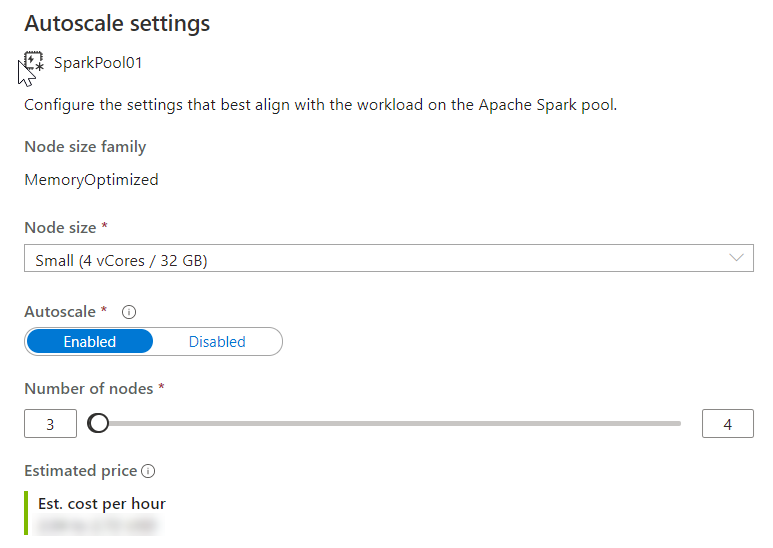 Autoscale settings
SparkPool01
Configure the settings that best align with the workload on the Apache Spark pool.
Node size family
MemoryOptimized
Node size *
Small (4 vCores / 32 GB)
Autoscale *
Enabled Disabled
Number of nodes *
3 4
Estimated price
Est. cost per hour